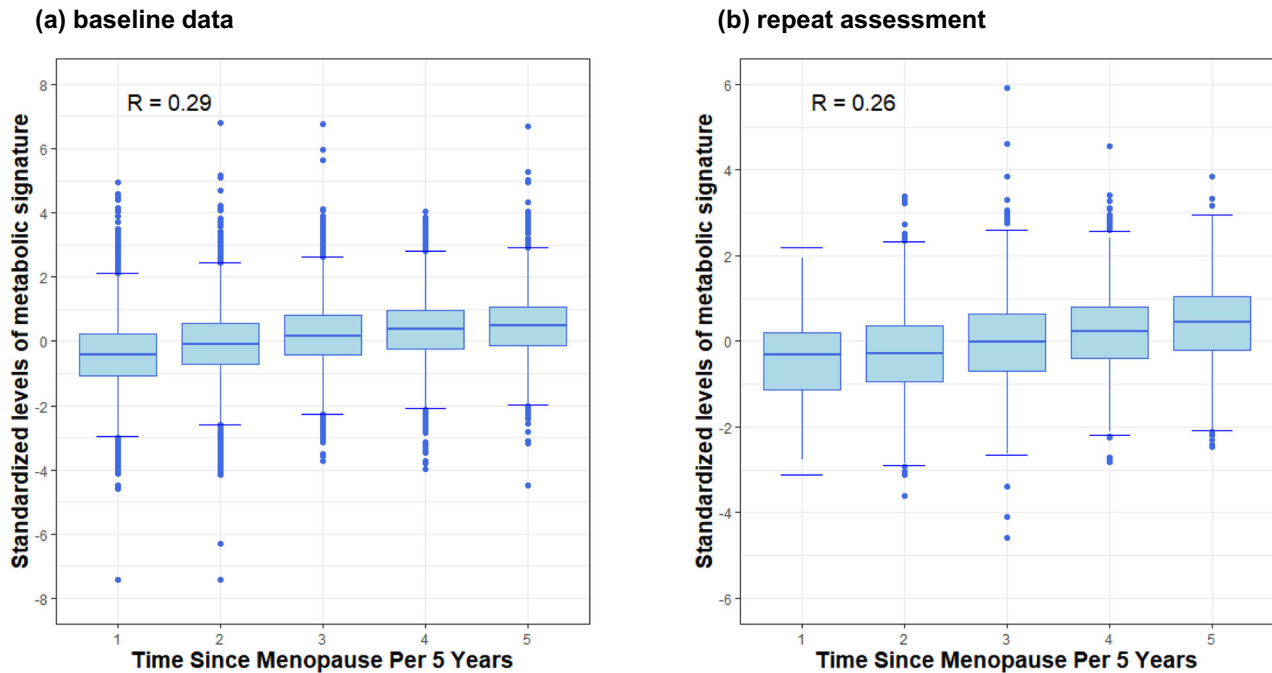 (a) baseline data
R = 0.29
Standardized levels of metabolic signature
8
6
4
2
0
-2
-4
-6
-8
1 2 3 4 5
Time Since Menopause Per 5 Years
(b) repeat assessment
R = 0.26
Standardized levels of metabolic signature
6
4
2
0
-2
-4
-6
1 2 3 4 5
Time Since Menopause Per 5 Years